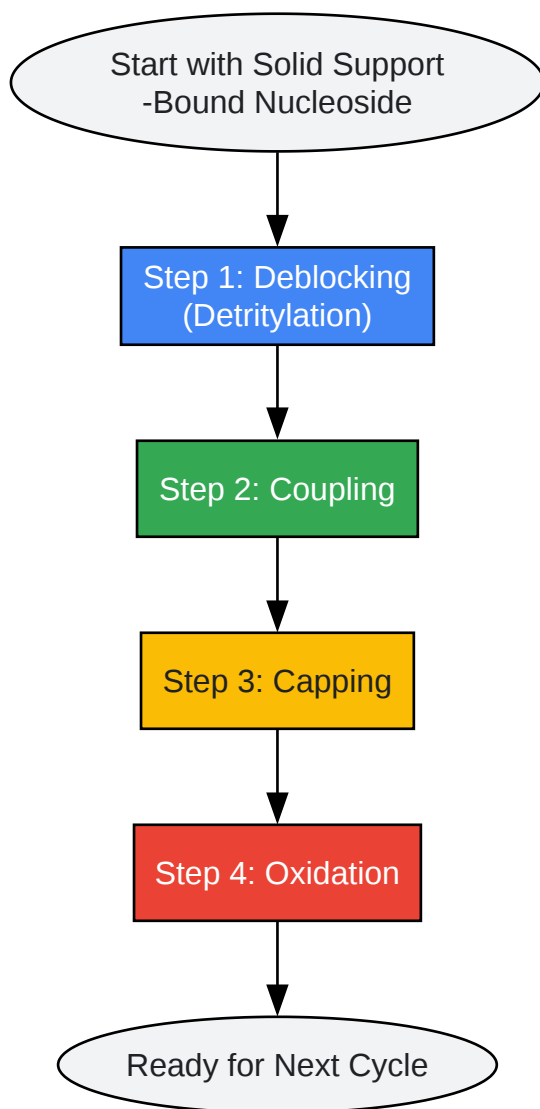 Start with Solid Support
-Bound Nucleoside
Step 1: Deblocking
(Detritylation)
Step 2: Coupling
Step 3: Capping
Step 4: Oxidation
Ready for Next Cycle